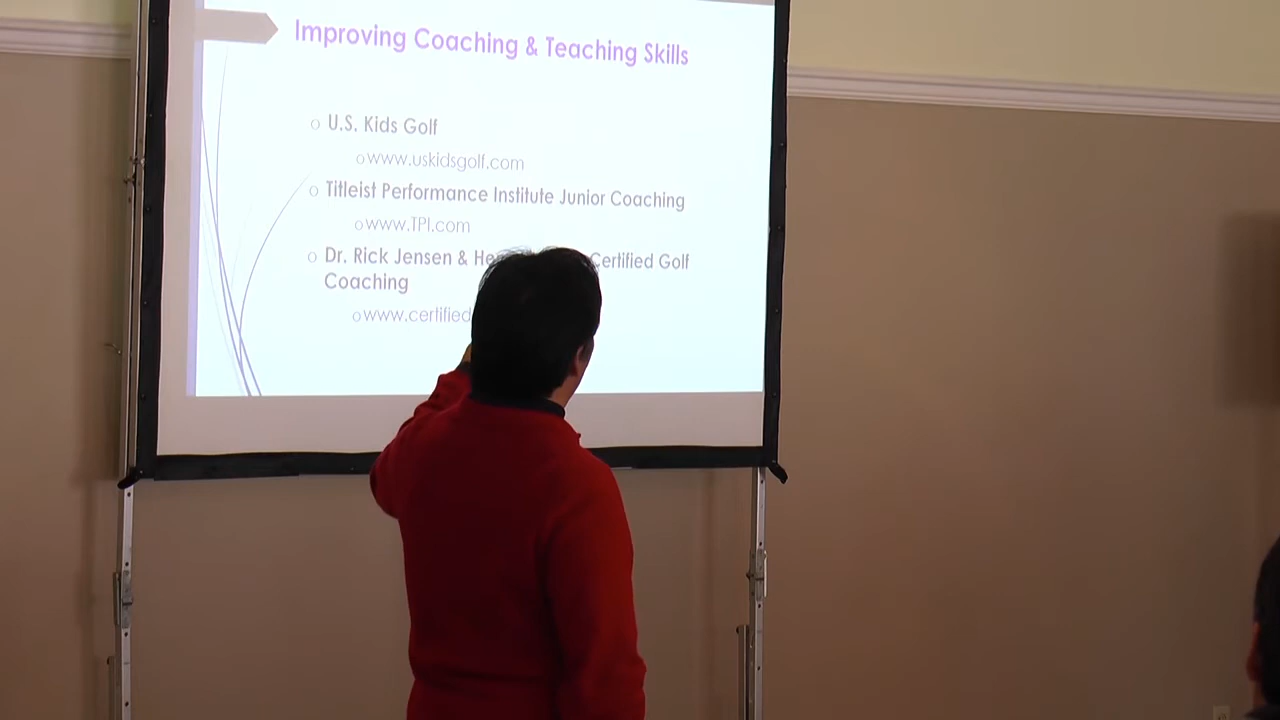 Improving Coaching & Teaching Skills
o U.S. Kids Golf
o www.uskidsgolf.com
o Titleist Performance Institute Junior Coaching
o www.TPI.com
o Dr. Rick Jensen & Certified Golf
Coaching
o www.certified